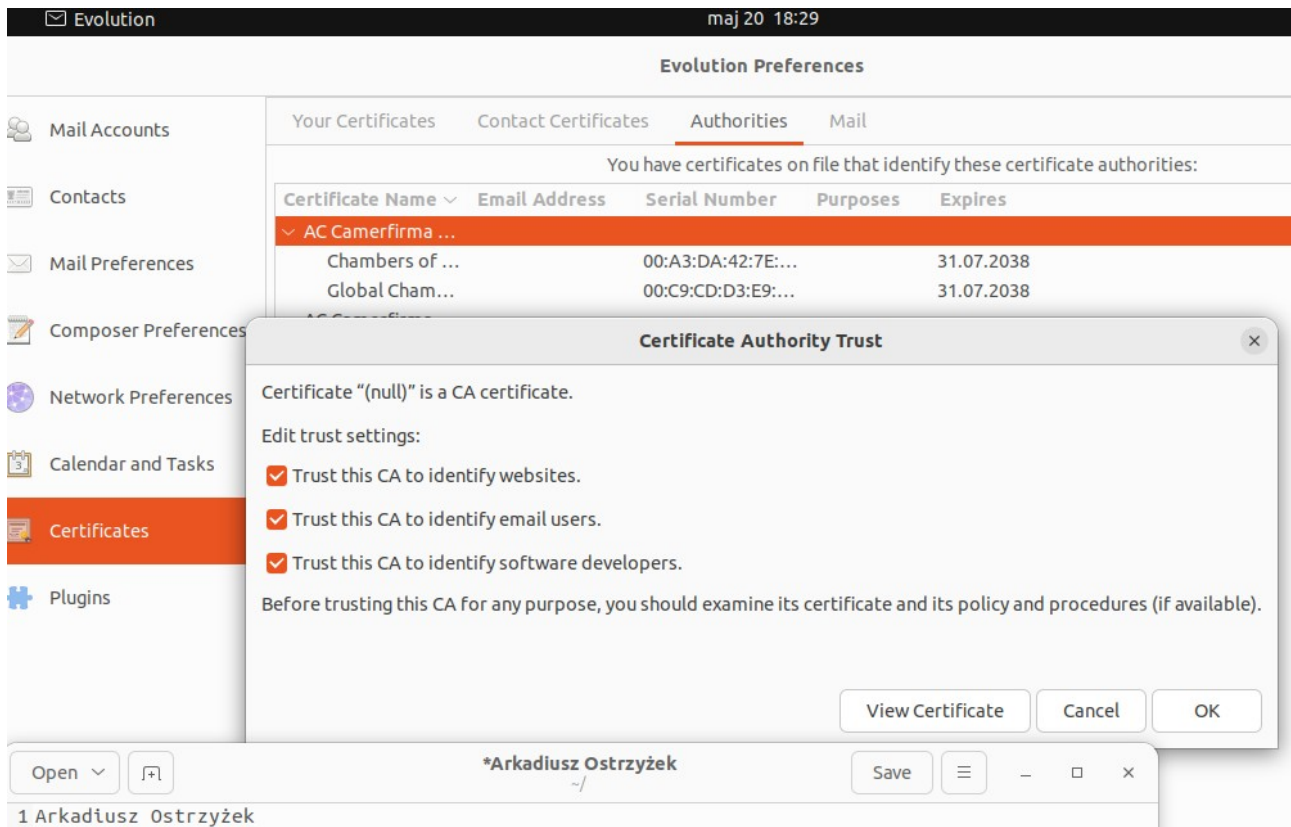 Evolution maj 20 18:29
Evolution Preferences
Mail Accounts
Contacts
Mail Preferences
Composer Preferences
Network Preferences
Calendar and Tasks
Certificates
Plugins
Your Certificates Contact Certificates Authorities Mail
You have certificates on file that identify these certificate authorities:
Certificate Name Email Address Serial Number Purposes Expires
AC Camerfirma ...
Chambers of ... 00:A3:DA:42:7E:... 31.07.2038
Global Cham... 00:C9:CD:D3:E9:... 31.07.2038
Certificate Authority Trust
Certificate “(null)” is a CA certificate.
Edit trust settings:
Trust this CA to identify websites.
Trust this CA to identify email users.
Trust this CA to identify software developers.
Before trusting this CA for any purpose, you should examine its certificate and its policy and procedures (if available).
View Certificate Cancel OK
Open *Arkadiusz Ostrzyżek Save
~/
1 Arkadiusz Ostrzyżek